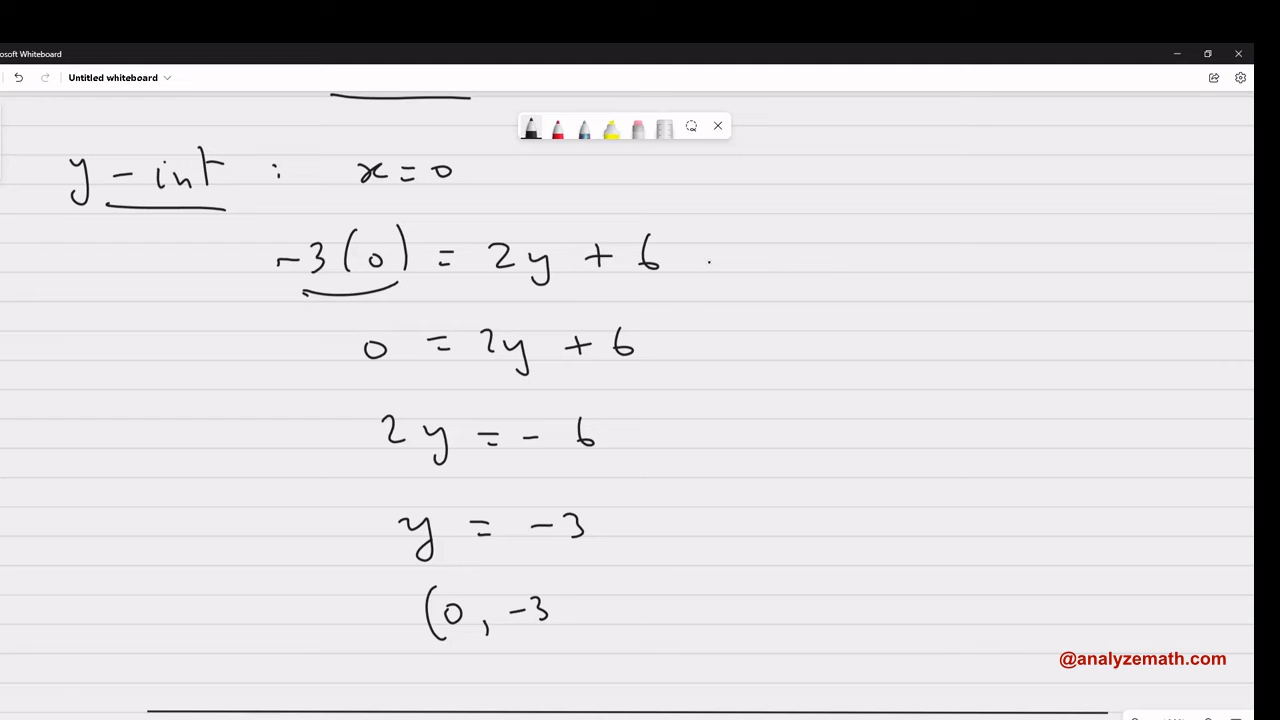 osoft Whiteboard
Untitled whiteboard
y - int : x = 0
-3(0) = 2y + 6
0 = 2y + 6
2y = - 6
y = -3
(0, -3
@analyzemath.com